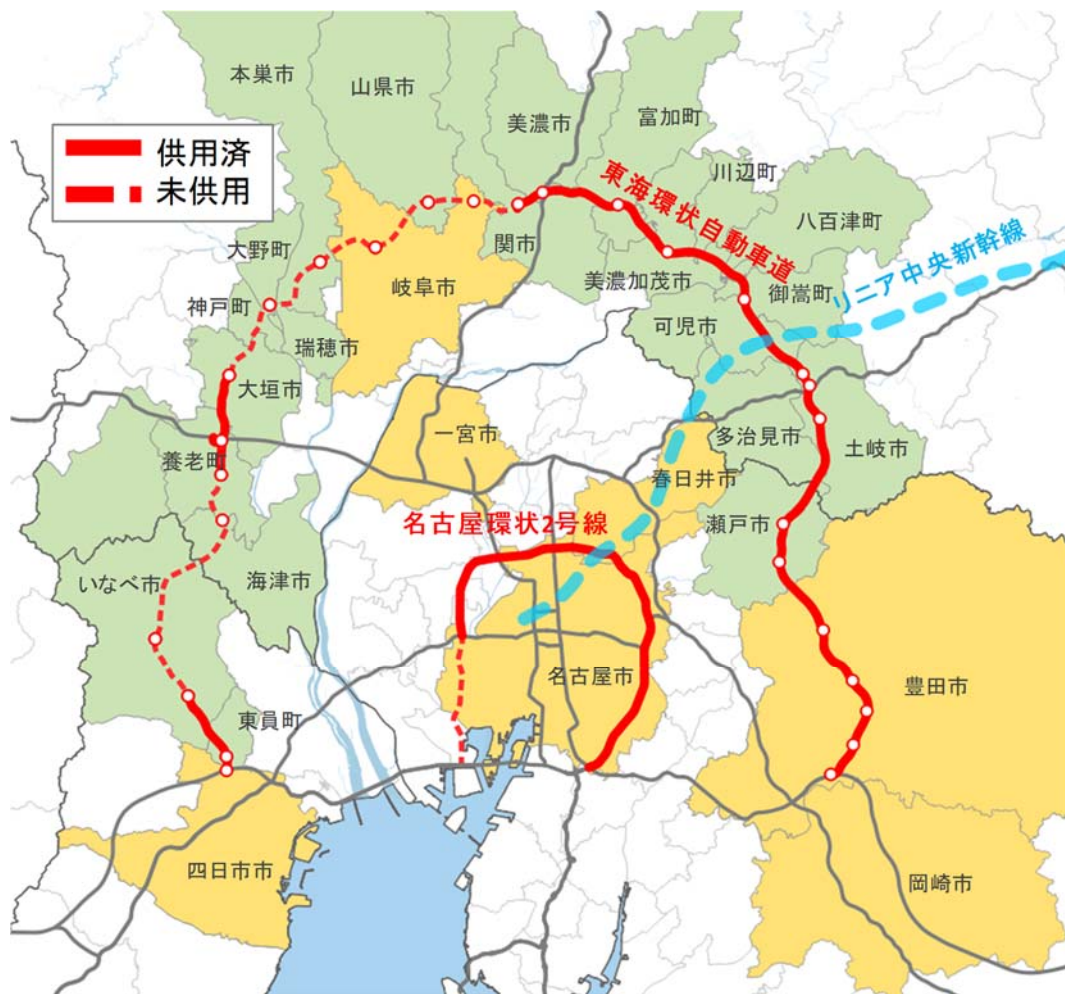 本巣市
山県市
美濃市
富加町
供用済
未供用
川辺町
東海環状自動車道
八百津町
大野町
関市
岐阜市
美濃加茂市
御嵩町
リニア中央新幹線
神戸町
可児市
瑞穂市
大垣市
一宮市
多治見市
土岐市
養老町
春日井市
名古屋環状2号線
瀬戸市
いなべ市
海津市
名古屋市
豊田市
東員町
四日市市
岡崎市